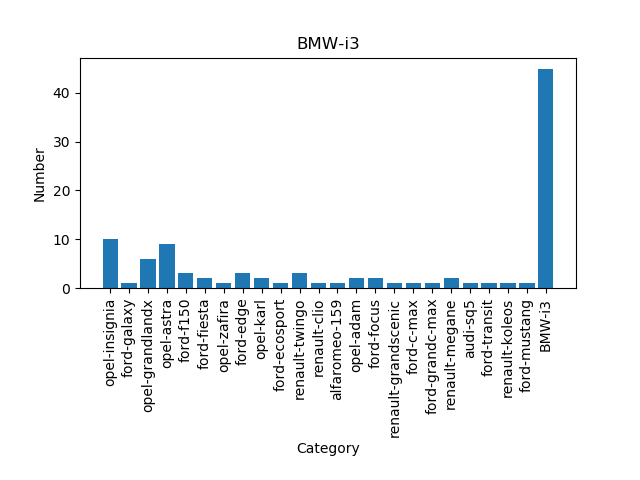 BMW-i3
Number
40
30
20
10
0
opel-insignia
ford-galaxy
opel-grandlandx
opel-astra
ford-f150
ford-fiesta
opel-zafira
ford-edge
opel-karl
ford-ecosport
renault-twingo
renault-clio
alfaromeo-159
opel-adam
ford-focus
renault-grandscenic
ford-c-max
ford-grandc-max
renault-megane
audi-sq5
ford-transit
renault-koleos
ford-mustang
BMW-i3
Category